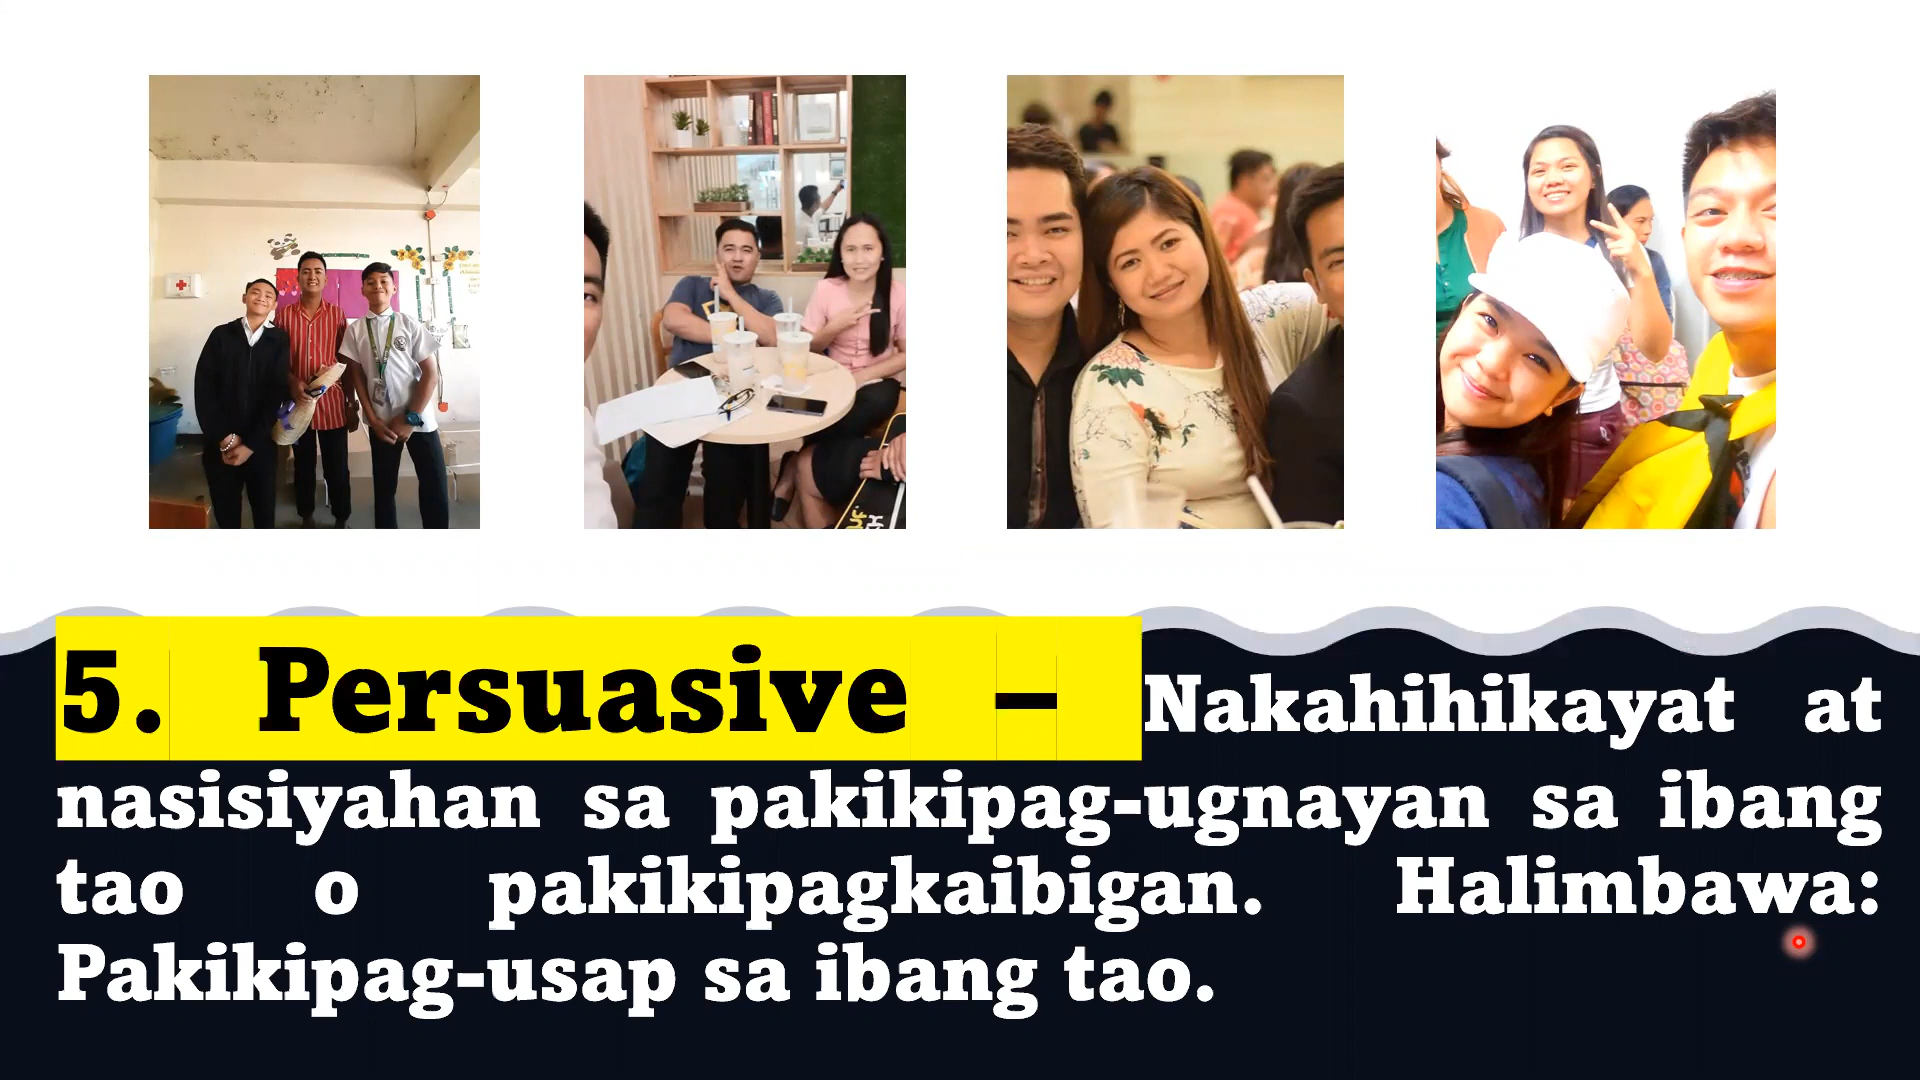 5. Persuasive – Nakahihikayat at
nasisiyahan sa pakikipag-ugnayan sa ibang
tao o pakikipagkaibigan. Halimbawa:
Pakikipag-usap sa ibang tao.